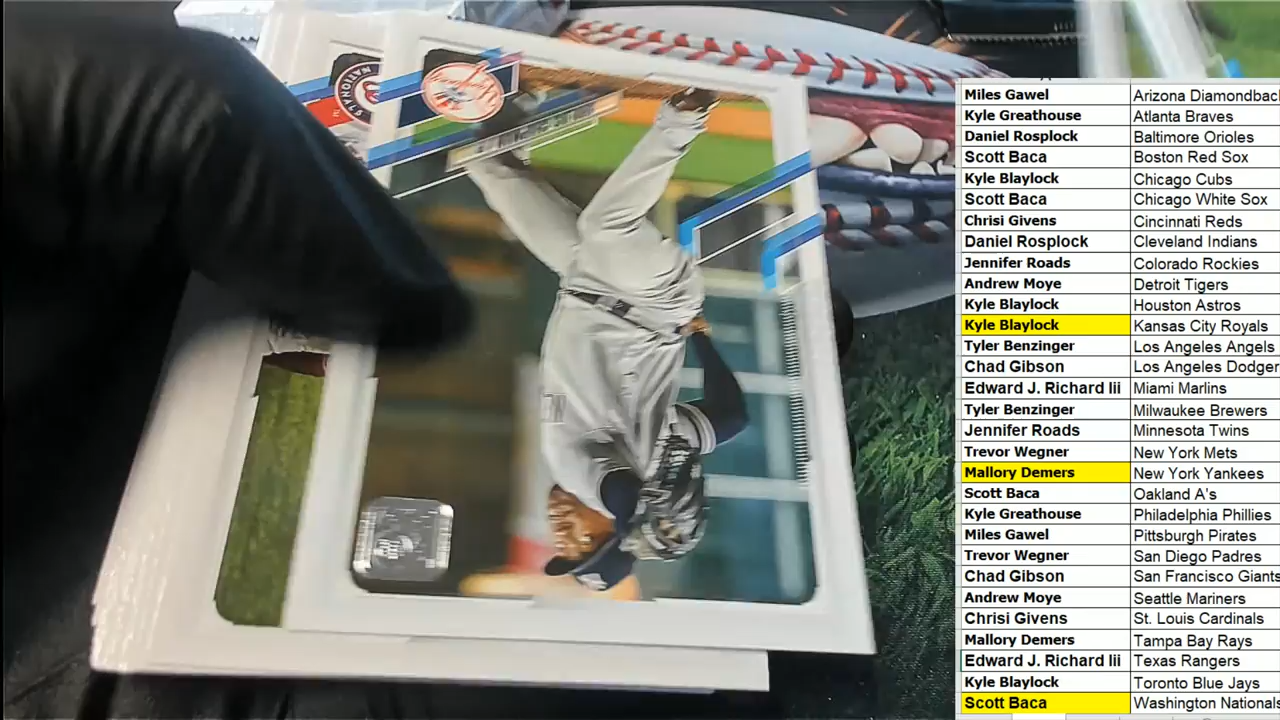 NATIONALS
Miles Gawel Arizona Diamondbac
Kyle Greathouse Atlanta Braves
Daniel Rosplock Baltimore Orioles
Scott Baca Boston Red Sox
Kyle Blaylock Chicago Cubs
Scott Baca Chicago White Sox
Chrisi Givens Cincinnati Reds
Daniel Rosplock Cleveland Indians
Jennifer Roads Colorado Rockies
Andrew Moye Detroit Tigers
Kyle Blaylock Houston Astros
Kyle Blaylock Kansas City Royals
Tyler Benzinger Los Angeles Angels
Chad Gibson Los Angeles Dodger
Edward J. Richard Iii Miami Marlins
Tyler Benzinger Milwaukee Brewers
Jennifer Roads Minnesota Twins
Trevor Wegner New York Mets
Mallory Demers New York Yankees
Scott Baca Oakland A's
Kyle Greathouse Philadelphia Phillies
Miles Gawel Pittsburgh Pirates
Trevor Wegner San Diego Padres
Chad Gibson San Francisco Giants
Andrew Moye Seattle Mariners
Chrisi Givens St. Louis Cardinals
Mallory Demers Tampa Bay Rays
Edward J. Richard Iii Texas Rangers
Kyle Blaylock Toronto Blue Jays
Scott Baca Washington Nationals